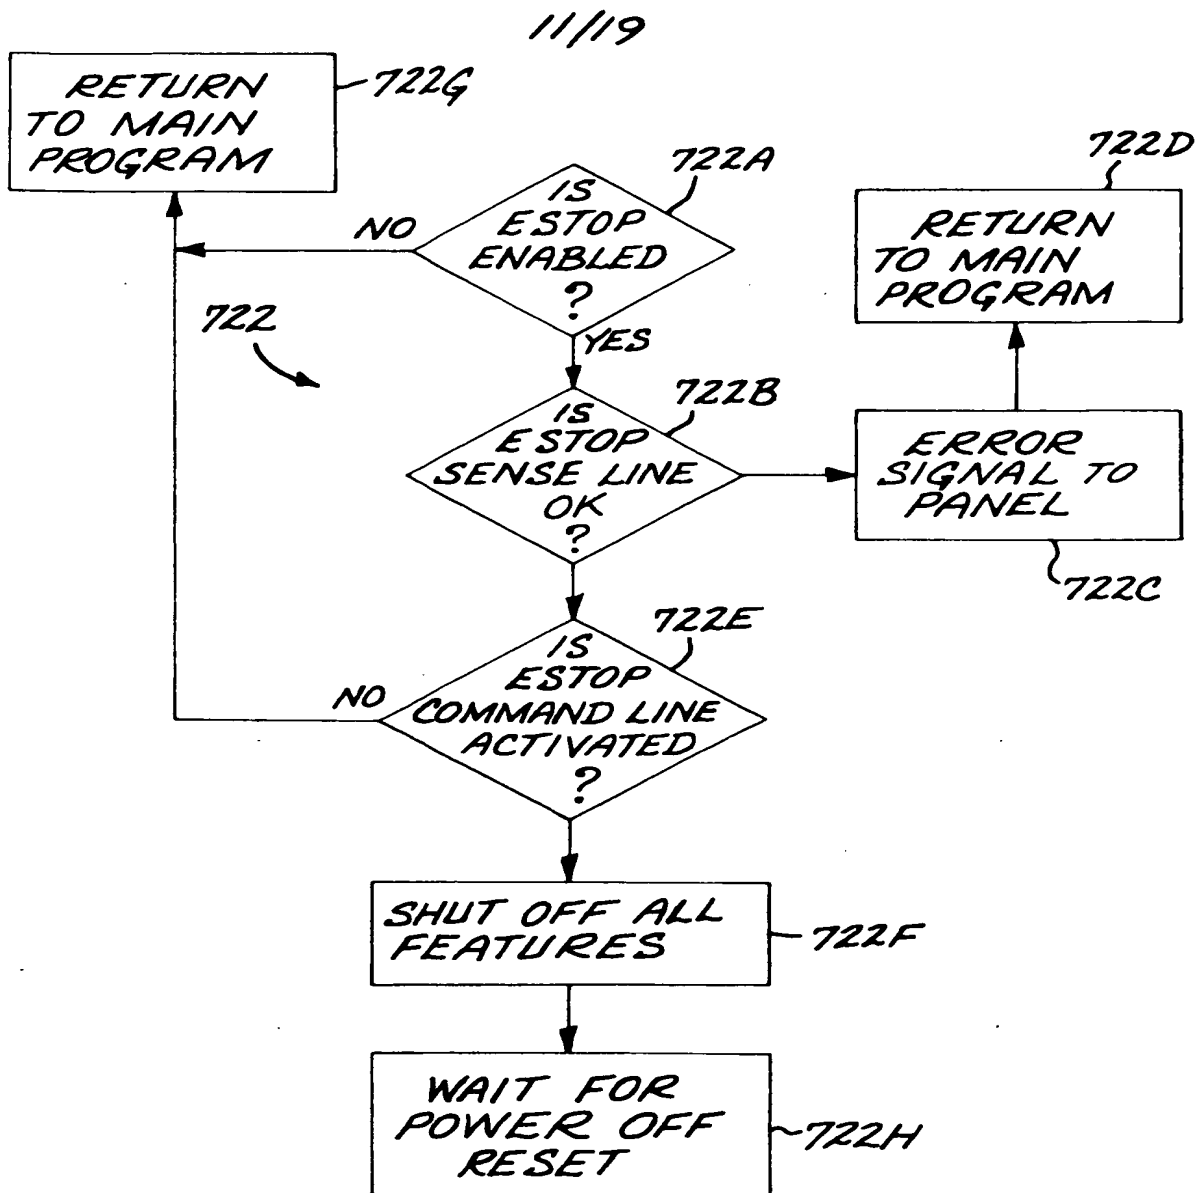 11/19
RETURN
TO MAIN
PROGRAM
722G
IS
ESTOP
ENABLED
?
722A
NO
YES
722
722D
RETURN
TO MAIN
PROGRAM
IS
ESTOP
SENSE LINE
OK
?
722B
ERROR
SIGNAL TO
PANEL
722C
IS
ESTOP
COMMAND LINE
ACTIVATED
?
722E
NO
SHUT OFF ALL
FEATURES
722F
WAIT FOR
POWER OFF
RESET
722H